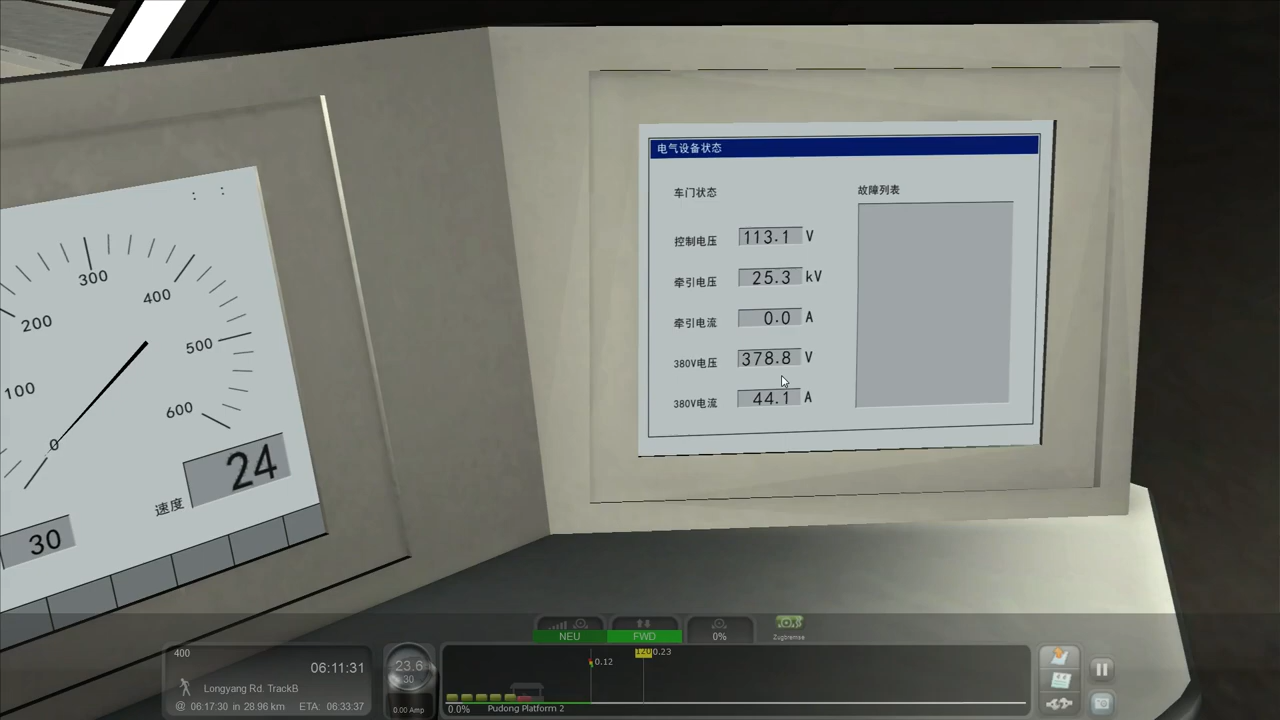 : :
300
400
200
500
100
600
0
24
速度
30
电气设备状态
车门状态
故障列表
控制电压 113.1 V
牵引电压 25.3 kV
牵引电流 0.0 A
380V电压 378.8 V
380V电流 44.1 A
NEU
FWD
0%
Zugbremse
400
06:11:31
Longyang Rd. TrackB
@ 06:17:30 in 28.96 km ETA: 06:33.37
23.6
30
0.00 Amp
0.12
120 0.23
0.0%
Pudong Platform 2